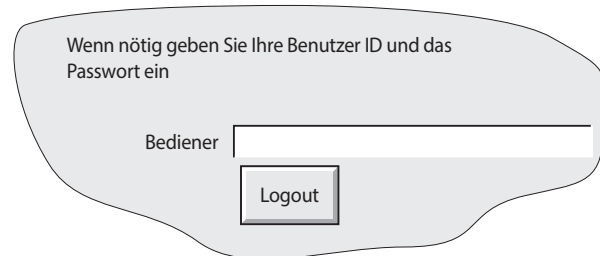 Wenn nötig geben Sie Ihre Benutzer ID und das
Passwort ein
Bediener
Logout